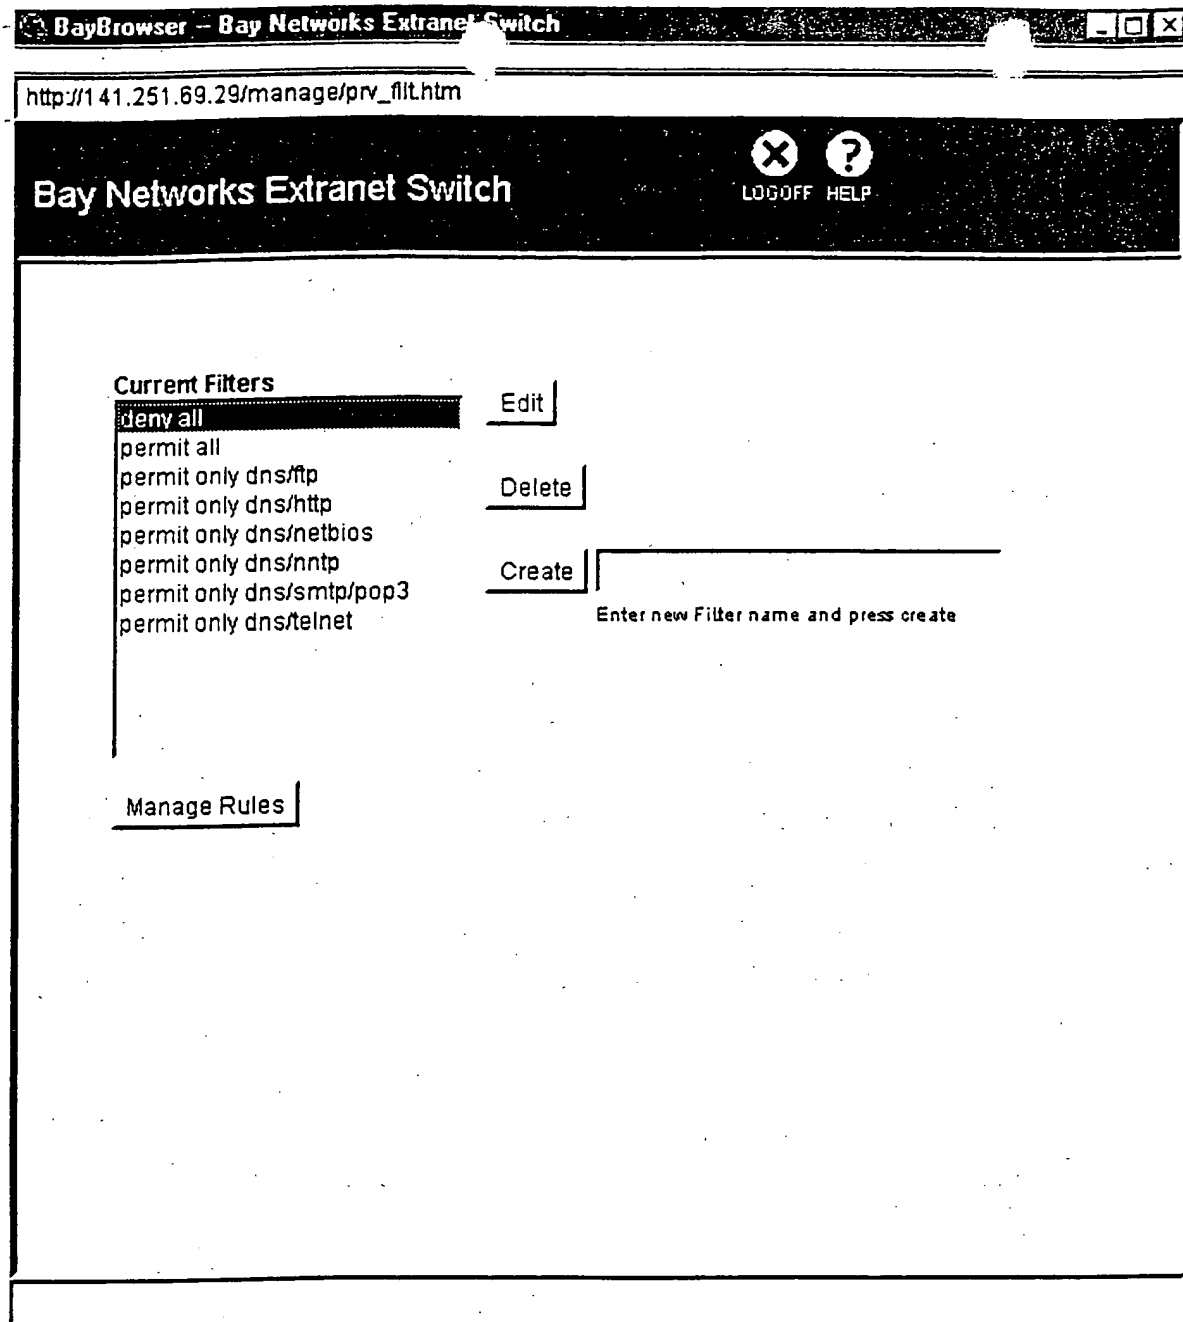 BayBrowser -- Bay Networks Extranet Switch
http://141.251.69.29/manage/prv_filt.htm
Bay Networks Extranet Switch
LOGOFF HELP
Current Filters
deny all
permit all
permit only dns/ftp
permit only dns/http
permit only dns/netbios
permit only dns/nntp
permit only dns/smtp/pop3
permit only dns/telnet
Edit
Delete
Create
Enter new Filter name and press create
Manage Rules